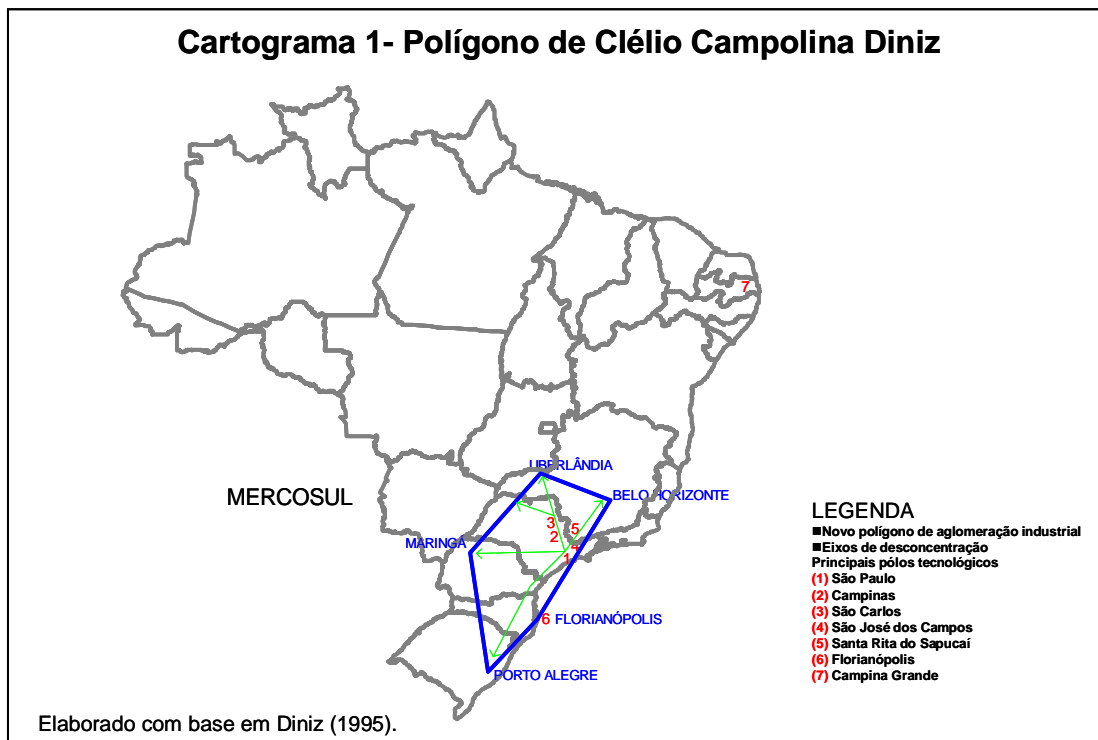 Cartograma 1- Polígono de Clélio Campolina Diniz
7
UBERLÂNDIA
MERCOSUL
BELO HORIZONTE
3
5
2
MARINGÁ
4
1
6 FLORIANÓPOLIS
PORTO ALEGRE
LEGENDA
Novo polígono de aglomeração industrial
Eixos de desconcentração
Principais pólos tecnológicos
(1) São Paulo
(2) Campinas
(3) São Carlos
(4) São José dos Campos
(5) Santa Rita do Sapucaí
(6) Florianópolis
(7) Campina Grande
Elaborado com base em Diniz (1995).